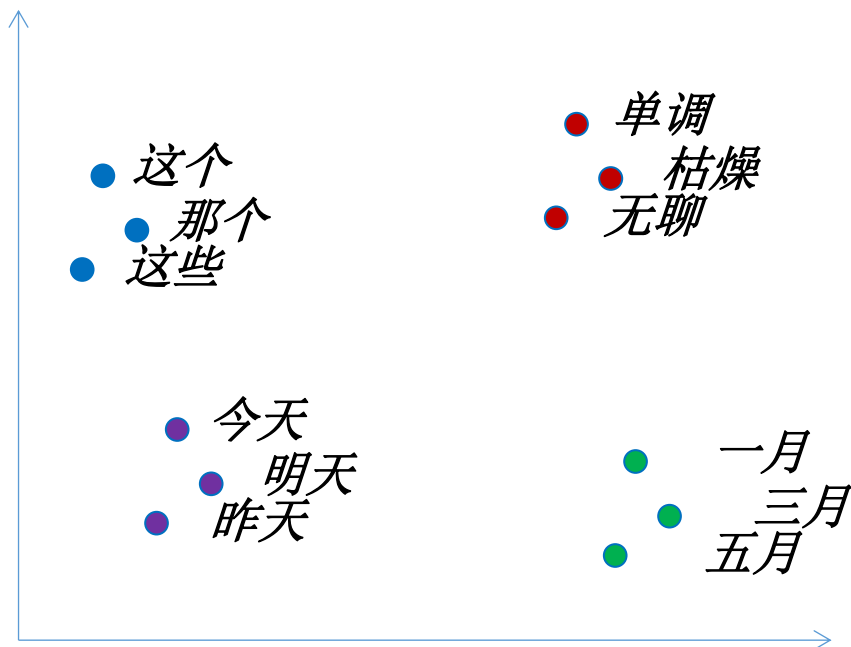 这个
那个
这些
单调
枯燥
无聊
今天
明天
昨天
一月
三月
五月